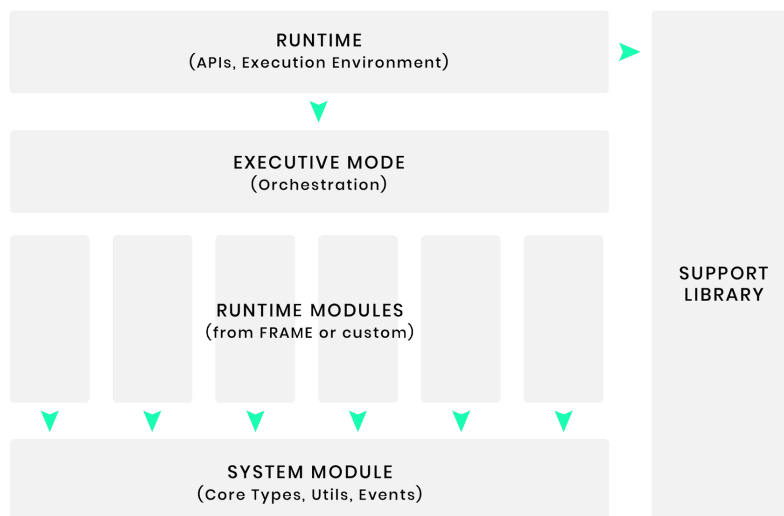 RUNTIME
(APIs, Execution Environment)
EXECUTIVE MODE
(Orchestration)
RUNTIME MODULES
(from FRAME or custom)
SUPPORT
LIBRARY
SYSTEM MODULE
(Core Types, Utils, Events)